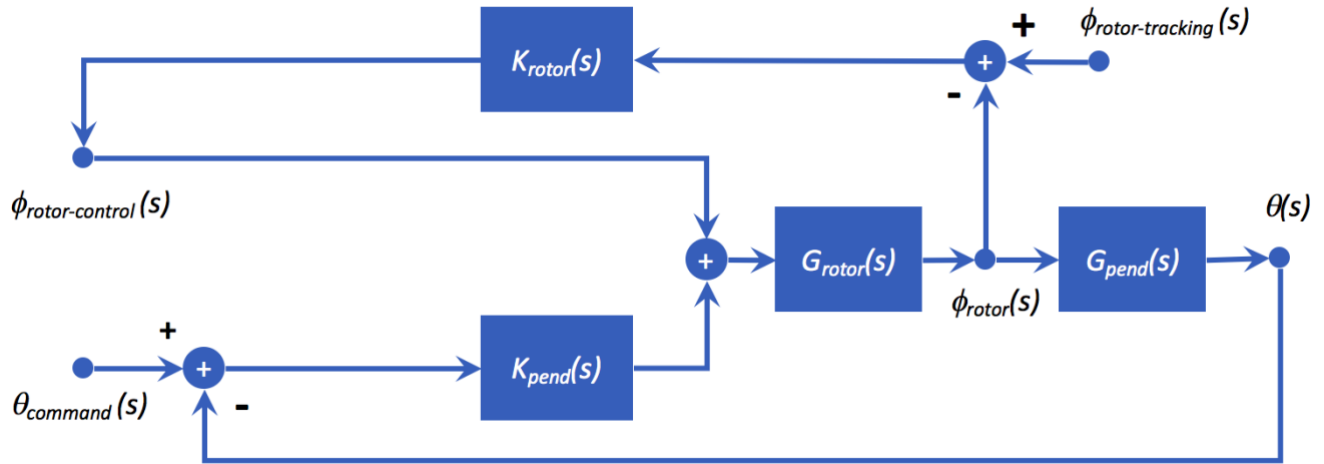 +
ϕrotor-tracking(s)
Krotor(s)
+
-
ϕrotor-control(s)
θ(s)
+
Grotor(s)
Gpend(s)
ϕrotor(s)
+
+
Kpend(s)
θcommand(s)
-